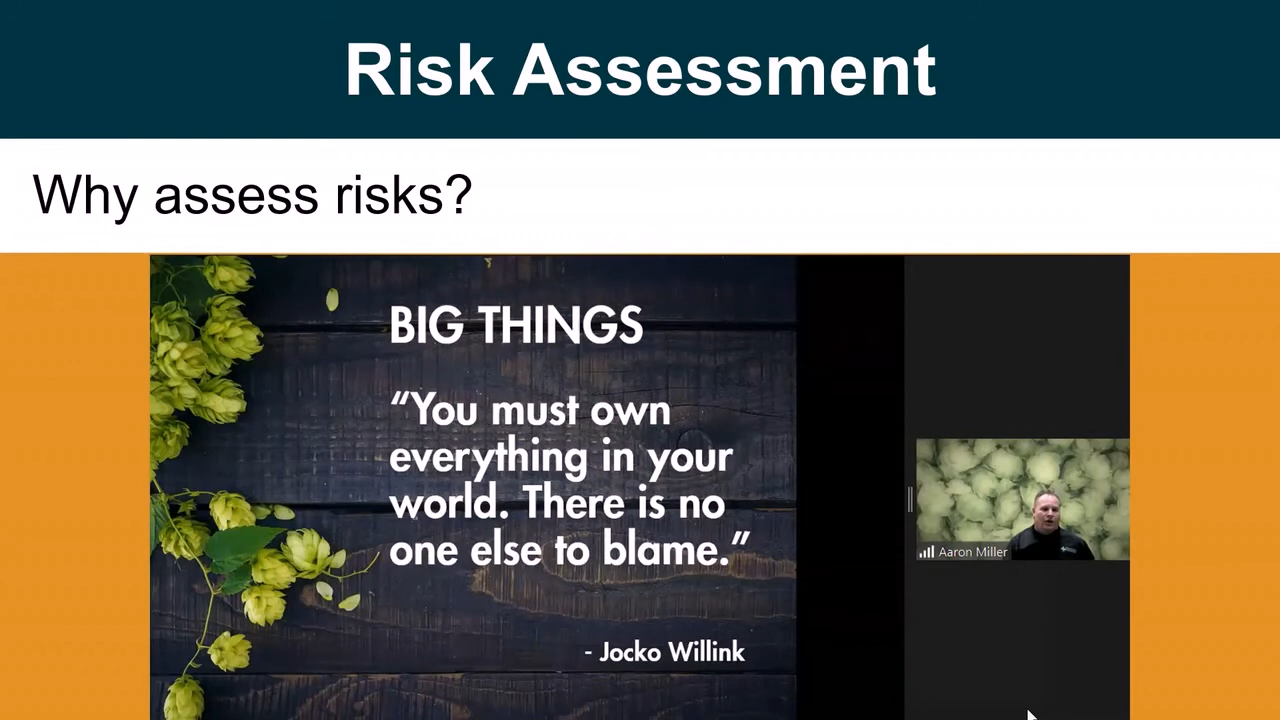 Risk Assessment
Why assess risks?
BIG THINGS
“You must own
everything in your
world. There is no
one else to blame.”
- Jocko Willink
Aaron Miller